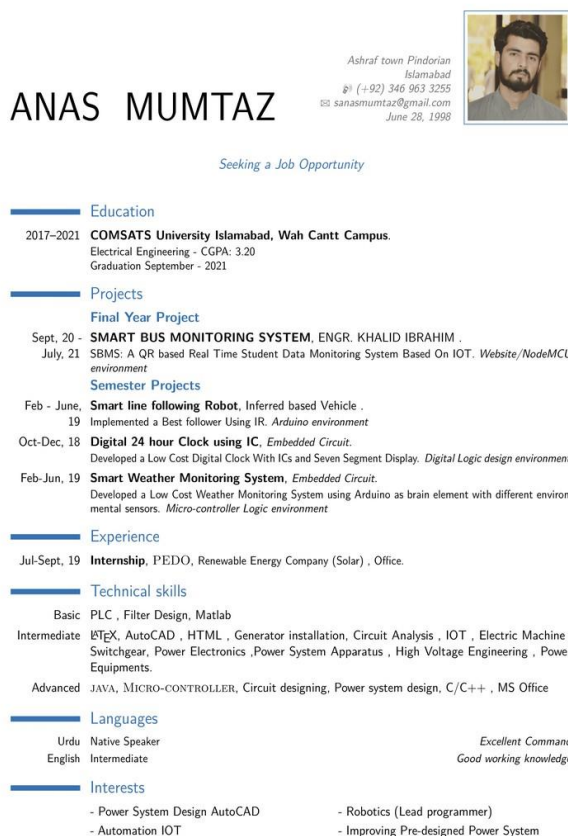 Ashraf town Pindorian
Islamabad
(+92) 346 963 3255
sanasmumtaz@gmail.com
June 28, 1998
ANAS MUMTAZ
Seeking a Job Opportunity
Education
2017–2021 COMSATS University Islamabad, Wah Cantt Campus.
Electrical Engineering - CGPA: 3.20
Graduation September - 2021
Projects
Final Year Project
Sept, 20 - SMART BUS MONITORING SYSTEM, ENGR. KHALID IBRAHIM .
July, 21 SBMS: A QR based Real Time Student Data Monitoring System Based On IOT. Website/NodeMCU
environment
Semester Projects
Feb - June, Smart line following Robot, Inferred based Vehicle .
19 Implemented a Best follower Using IR. Arduino environment
Oct-Dec, 18 Digital 24 hour Clock using IC, Embedded Circuit.
Developed a Low Cost Digital Clock With ICs and Seven Segment Display. Digital Logic design environment
Feb-Jun, 19 Smart Weather Monitoring System, Embedded Circuit.
Developed a Low Cost Weather Monitoring System using Arduino as brain element with different environ
mental sensors. Micro-controller Logic environment
Experience
Jul-Sept, 19 Internship, PEDO, Renewable Energy Company (Solar) , Office.
Technical skills
Basic PLC , Filter Design, Matlab
Intermediate LATEX, AutoCAD , HTML , Generator installation, Circuit Analysis , IOT , Electric Machine
Switchgear, Power Electronics ,Power System Apparatus , High Voltage Engineering , Powe
Equipments.
Advanced JAVA, MICRO-CONTROLLER, Circuit designing, Power system design, C/C++ , MS Office
Languages
Urdu Native Speaker Excellent Command
English Intermediate Good working knowledge
Interests
- Power System Design AutoCAD - Robotics (Lead programmer)
- Automation IOT - Improving Pre-designed Power System